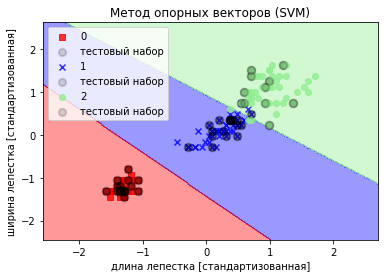 Метод опорных векторов (SVM)
0
тестовый набор
1
тестовый набор
2
тестовый набор
ширина лепестка [стандартизованная]
2
1
0
−1
−2
−2
−1
0
1
2
длина лепестка [стандартизованная]